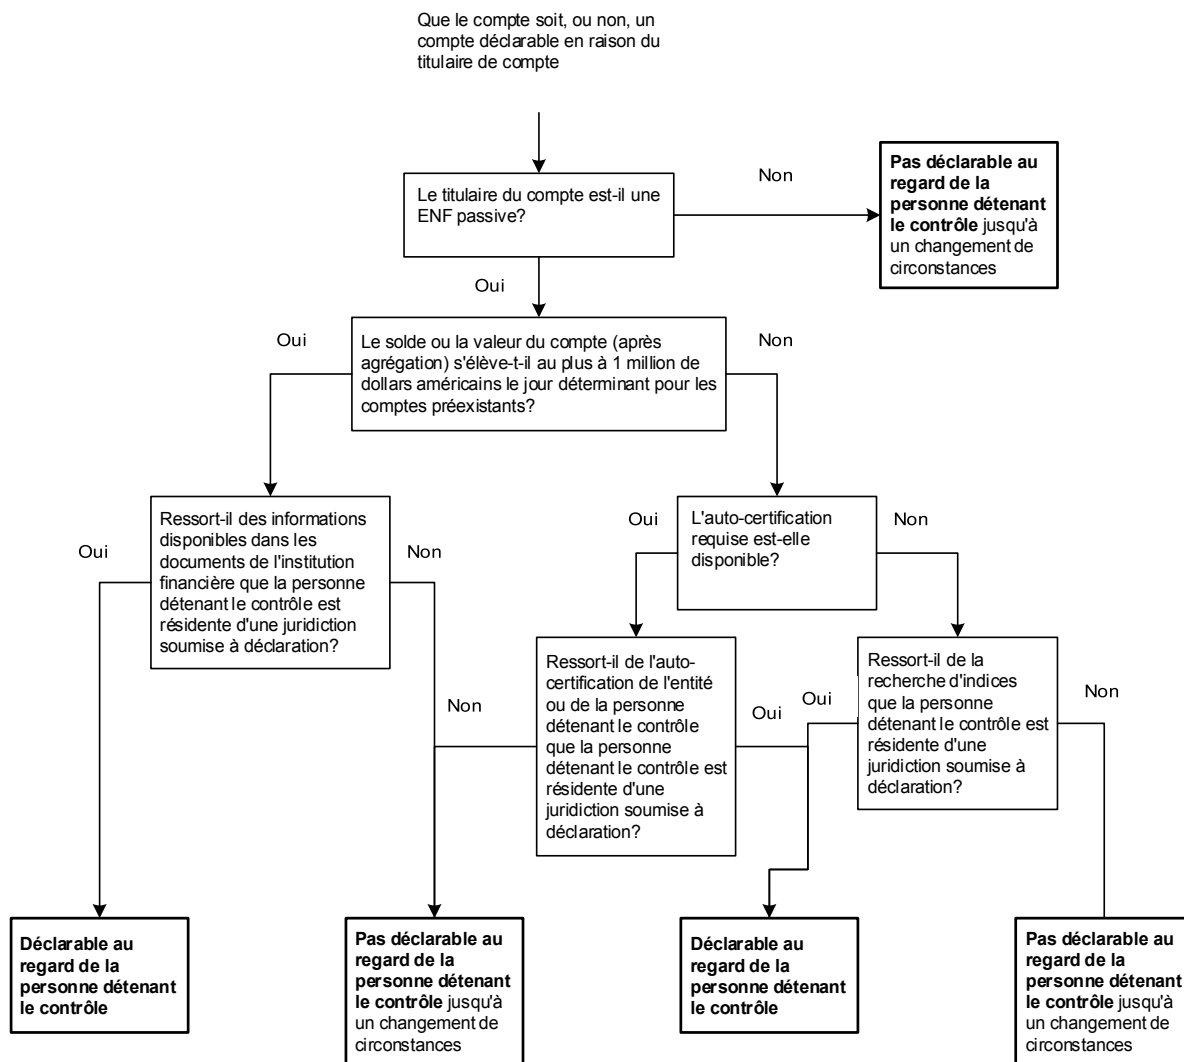 Que le compte soit, ou non, un
compte déclarable en raison du
titulaire de compte
Le titulaire du compte est-il une
ENF passive?
Non
Pas déclarable au
regard de la
personne détenant
le contrôle jusqu'à
un changement de
circonstances
Oui
Oui
Le solde ou la valeur du compte (après
agrégation) s'élève-t-il au plus à 1 million de
dollars américains le jour déterminant pour les
comptes préexistants?
Non
Oui
Ressort-il des informations
disponibles dans les
documents de l'institution
financière que la personne
détenant le contrôle est
résidente d'une juridiction
soumise à déclaration?
Non
Oui
L'auto-certification
requise est-elle
disponible?
Non
Non
Ressort-il de l'auto-
certification de l'entité
ou de la personne
détenant le contrôle
que la personne
détenant le contrôle est
résidente d'une
juridiction soumise à
déclaration?
Oui
Oui
Ressort-il de la
recherche d'indices
que la personne
détenant le contrôle est
résidente d'une
juridiction soumise à
déclaration?
Non
Déclarable au
regard de la
personne détenant
le contrôle
Pas déclarable au
regard de la
personne détenant
le contrôle jusqu'à
un changement de
circonstances
Déclarable au
regard de la
personne détenant
le contrôle
Pas déclarable au
regard de la
personne détenant
le contrôle jusqu'à
un changement de
circonstances